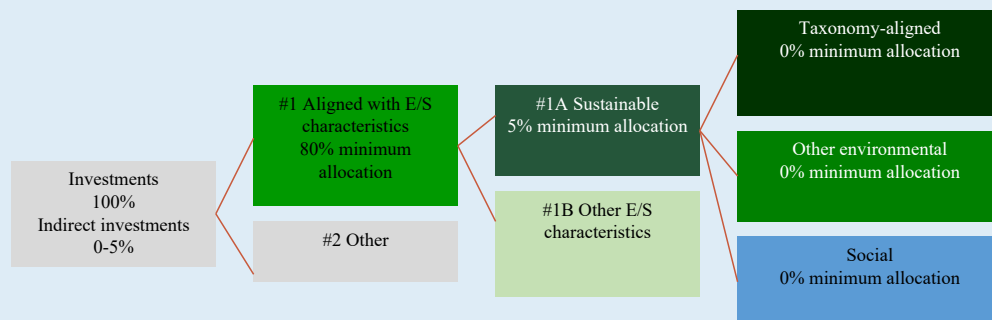 Investments
100%
Indirect investments
0-5%
#1 Aligned with E/S
characteristics
80% minimum
allocation
#2 Other
#1A Sustainable
5% minimum allocation
#1B Other E/S
characteristics
Taxonomy-aligned
0% minimum allocation
Other environmental
0% minimum allocation
Social
0% minimum allocation